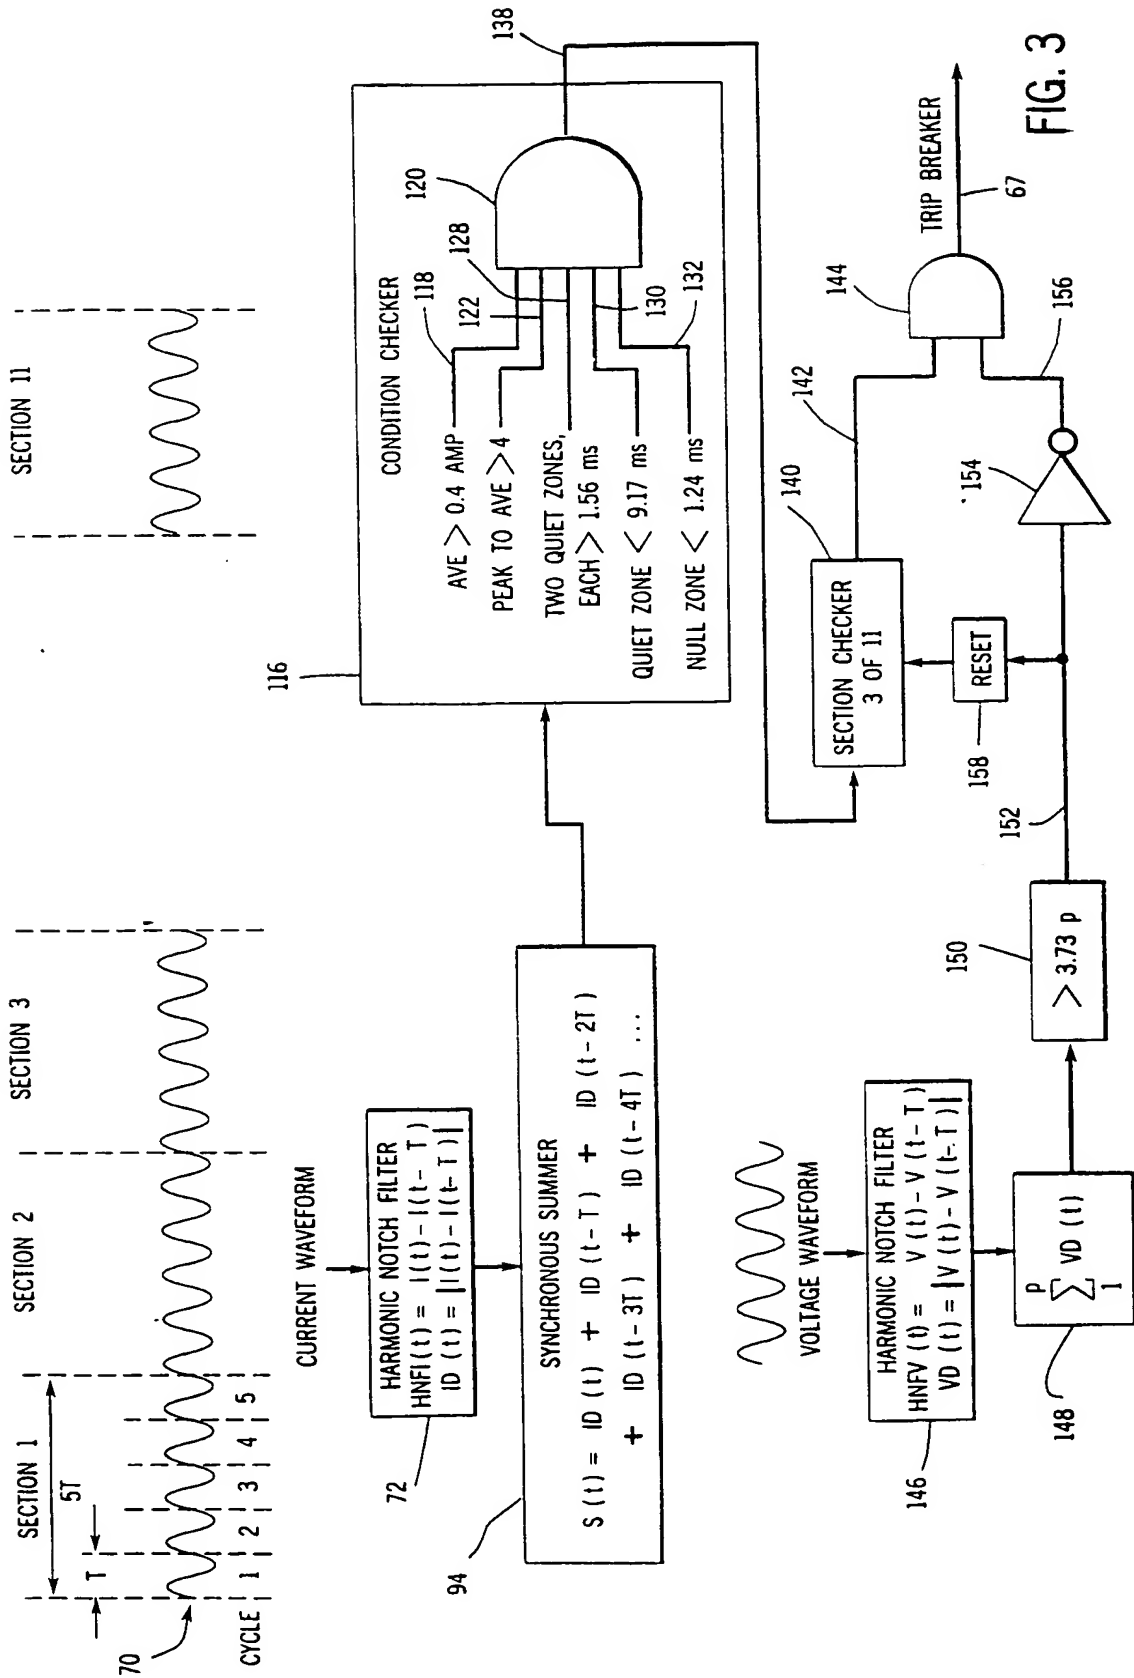 SECTION 1
SECTION 2
SECTION 3
SECTION 11
5T
T
70
CYCLE 1 2 3 4 5
CURRENT WAVEFORM
HARMONIC NOTCH FILTER
HNFI(t) = I(t)-I(t-T)
ID(t) = |I(t)-I(t-T)|
72
SYNCHRONOUS SUMMER
S(t) = ID(t) + ID(t-T) + ID(t-2T)
+ ID(t-3T) + ID(t-4T) ...
94
116
CONDITION CHECKER
AVE > 0.4 AMP
118
PEAK TO AVE > 4
122
TWO QUIET ZONES,
EACH > 1.56 ms
128
QUIET ZONE < 9.17 ms
130
NULL ZONE < 1.24 ms
132
120
138
VOLTAGE WAVEFORM
HARMONIC NOTCH FILTER
HNFV(t) = V(t)-V(t-T)
VD(t) = |V(t)-V(t-T)|
146
p
∑ VD(t)
1
148
> 3.73 p
150
152
RESET
158
SECTION CHECKER
3 OF 11
140
142
154
156
144
TRIP BREAKER
67
FIG. 3